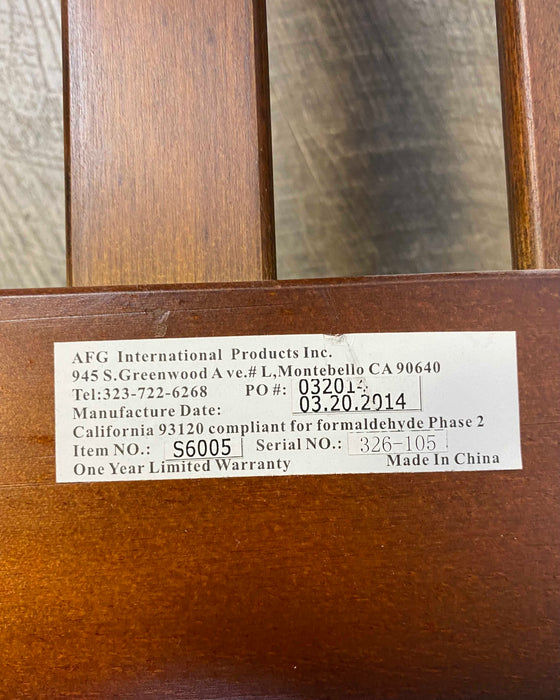 AFG International Products Inc.
945 S.Greenwood Ave.# L,Montebello CA 90640
Tel:323-722-6268 PO #: 032014
Manufacture Date: 03.20.2014
California 93120 compliant for formaldehyde Phase 2
Item NO.: S6005 Serial NO.: 326-105
One Year Limited Warranty Made In China